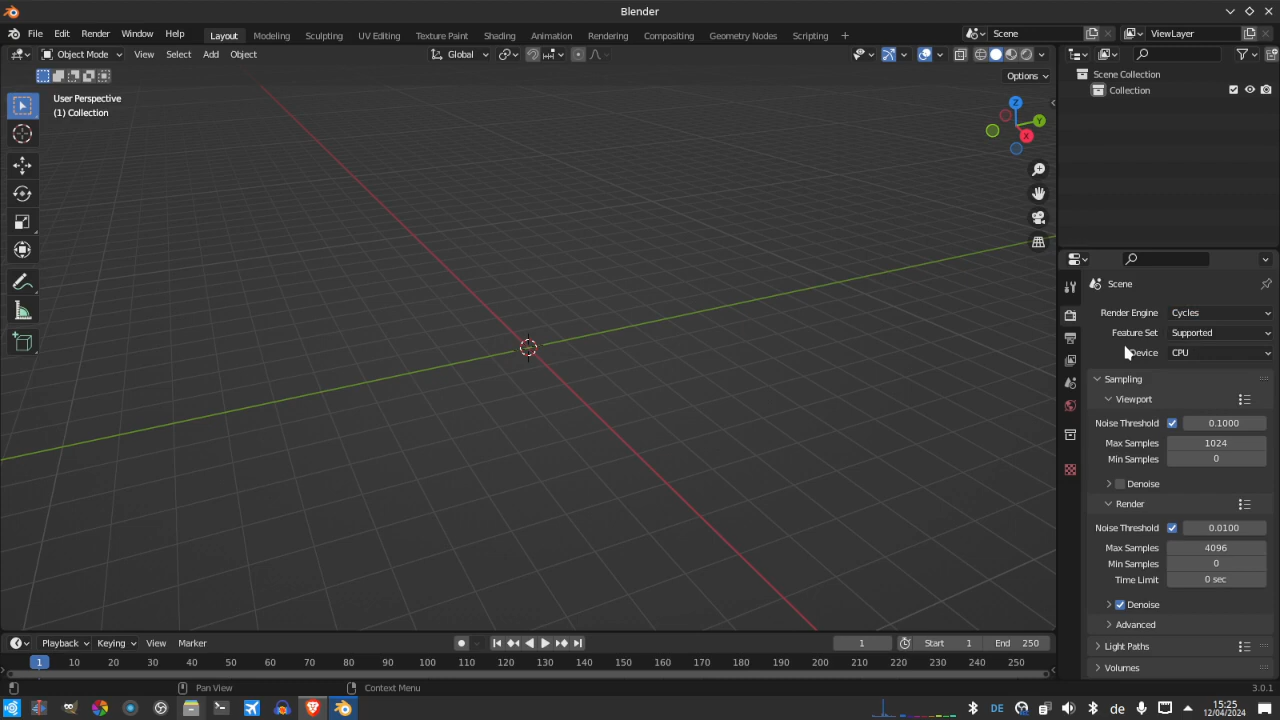 Blender
File Edit Render Window Help Layout Modeling Sculpting UV Editing Texture Paint Shading Animation Rendering Compositing Geometry Nodes Scripting + Scene ViewLayer
Object Mode View Select Add Object Global
Options
User Perspective
(1) Collection
Z
Y
X
Scene Collection
Collection
Scene
Render Engine Cycles
Feature Set Supported
Device CPU
Sampling
Viewport
Noise Threshold 0.1000
Max Samples 1024
Min Samples 0
Denoise
Render
Noise Threshold 0.0100
Max Samples 4096
Min Samples 0
Time Limit 0 sec
Denoise
Advanced
Light Paths
Volumes
Playback Keying View Marker 1 Start 1 End 250
1 10 20 30 40 50 60 70 80 90 100 110 120 130 140 150 160 170 180 190 200 210 220 230 240 250
Pan View Context Menu 3.0.1
DE de 15:25
12/04/2024